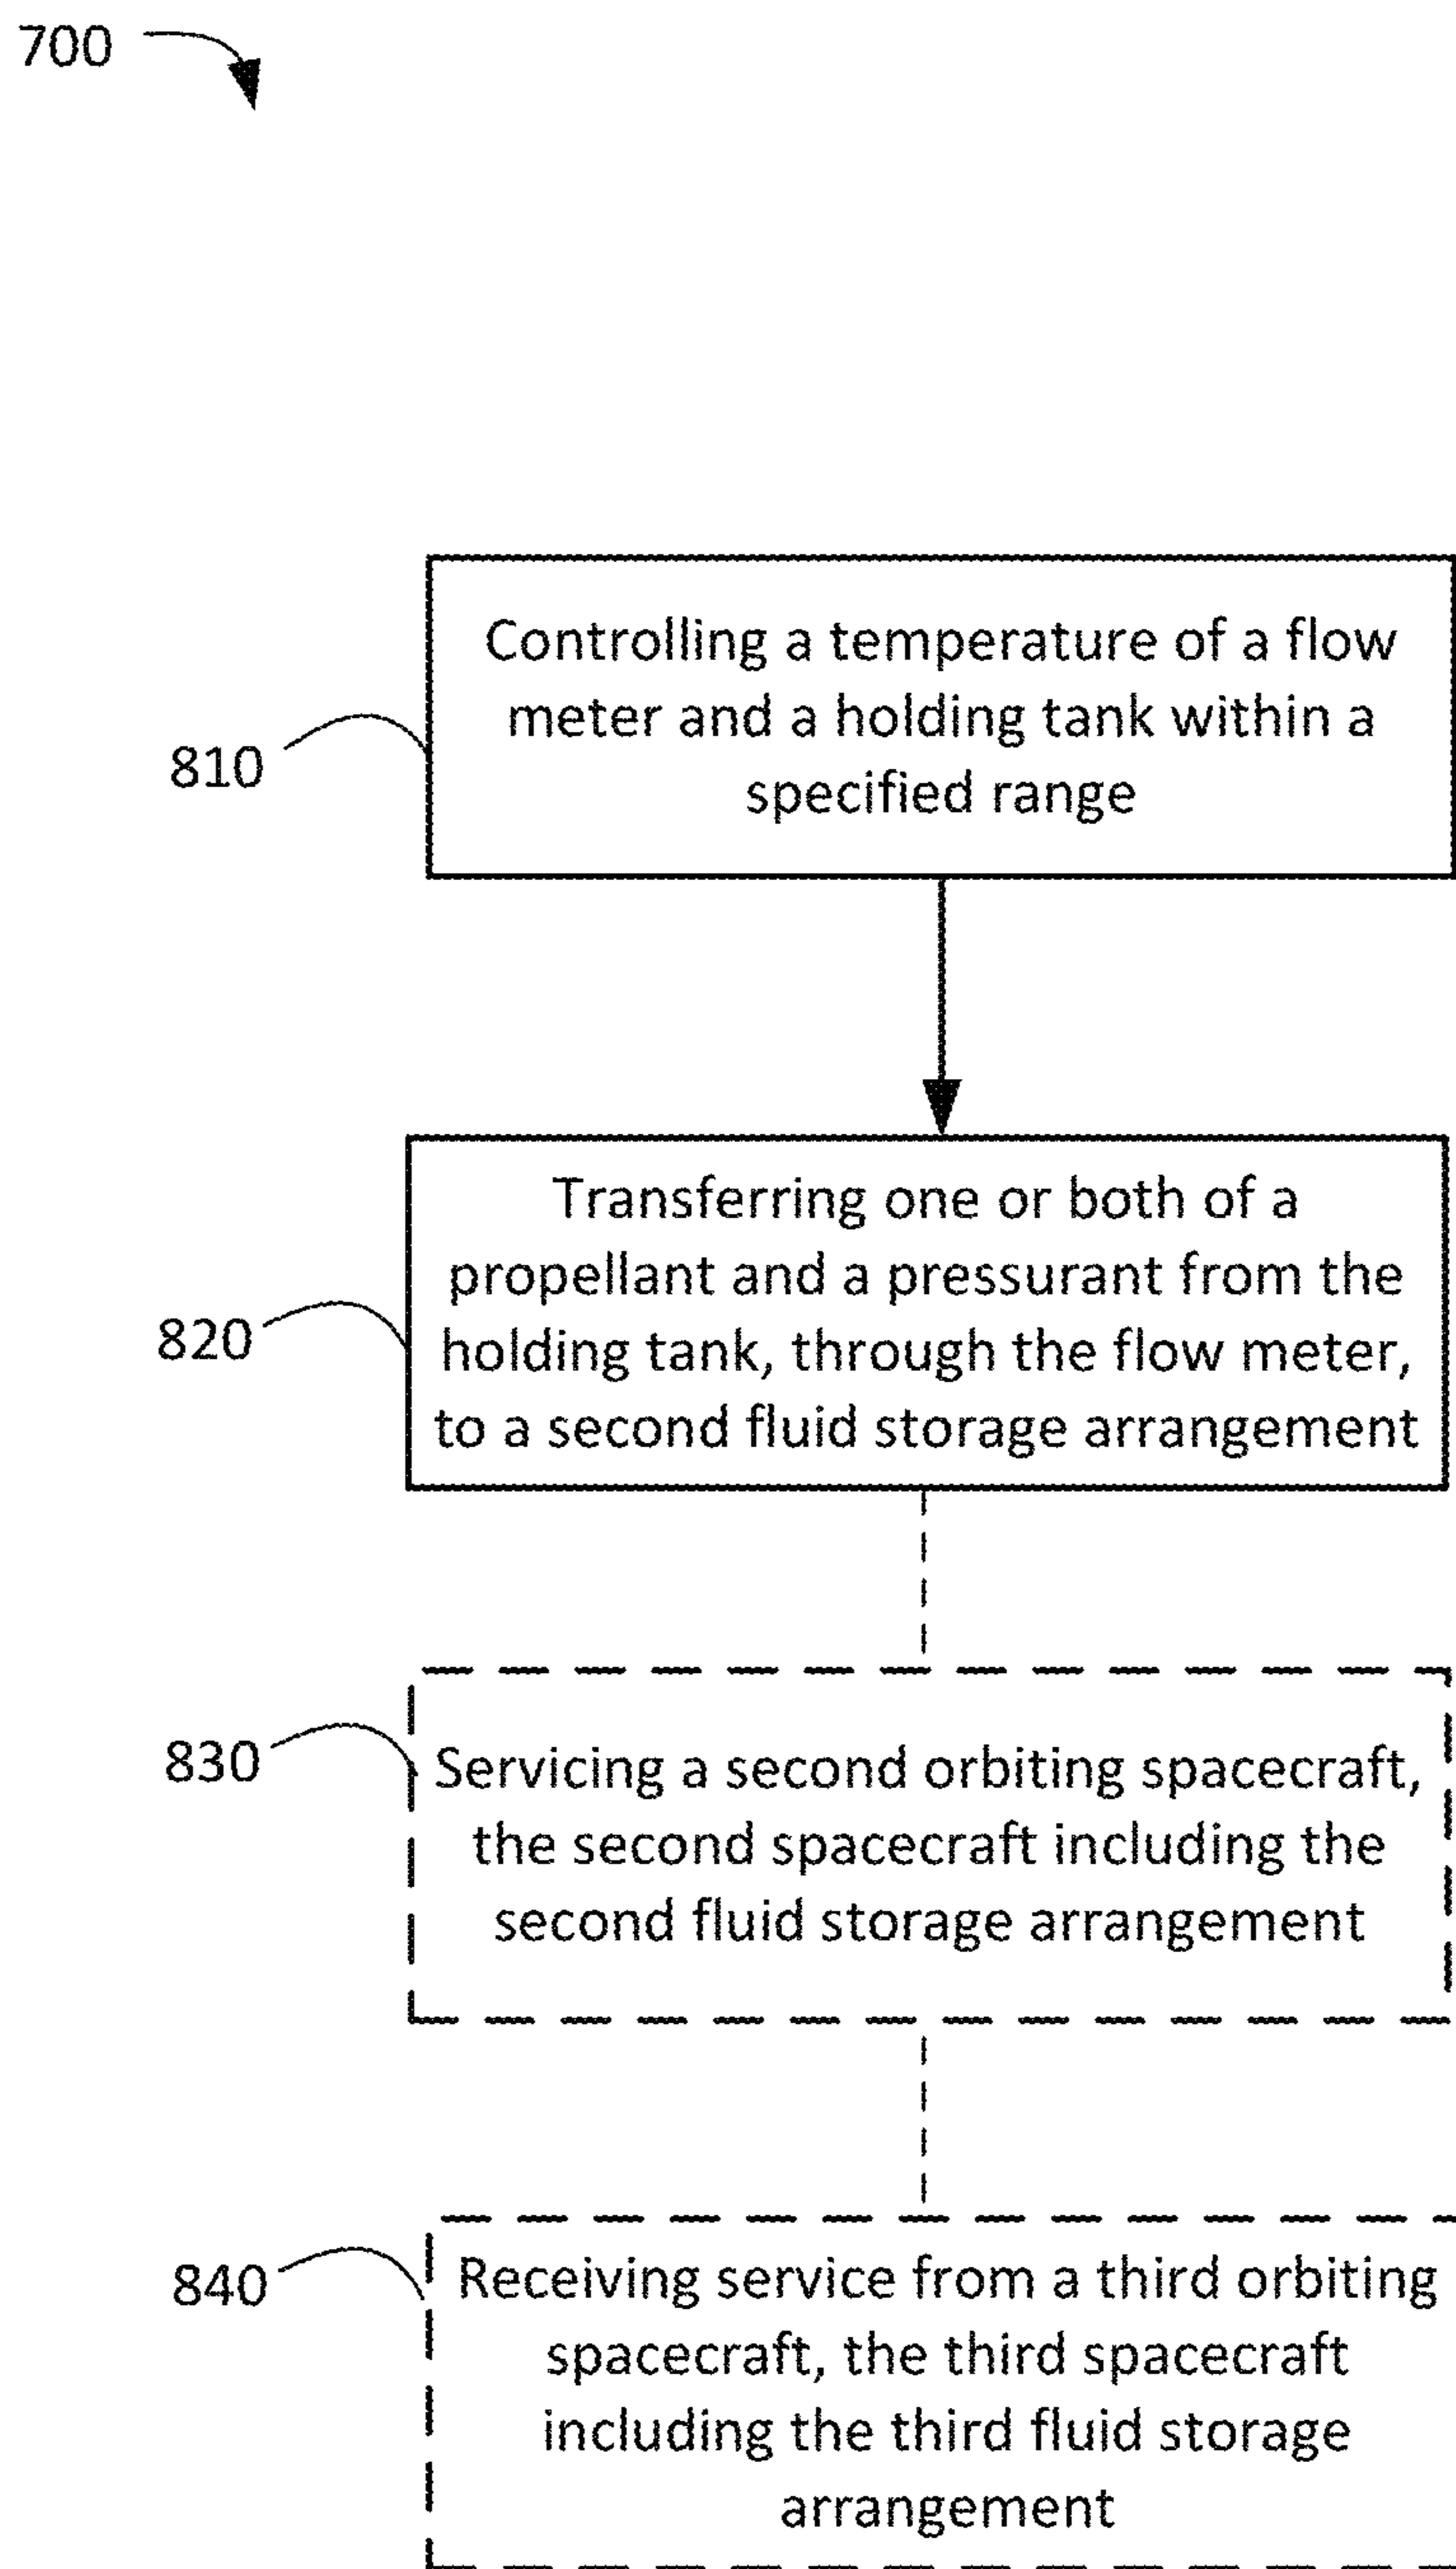 700
Controlling a temperature of a flow
meter and a holding tank within a
specified range
810
Transferring one or both of a
propellant and a pressurant from the
holding tank, through the flow meter,
to a second fluid storage arrangement
820
Servicing a second orbiting spacecraft,
the second spacecraft including the
second fluid storage arrangement
830
Receiving service from a third orbiting
spacecraft, the third spacecraft
including the third fluid storage
arrangement
840